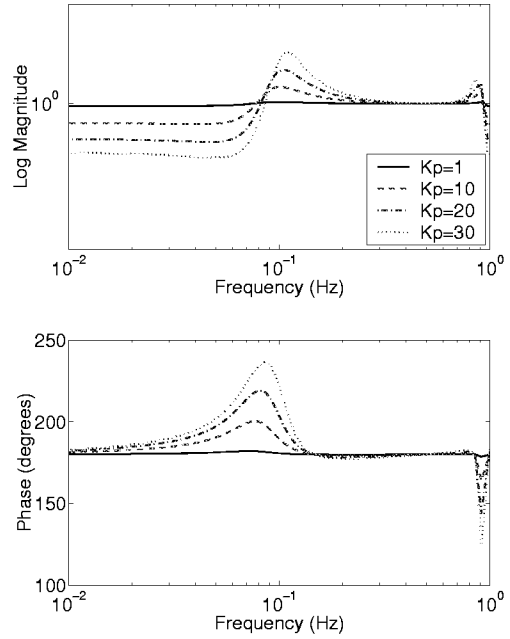 Log Magnitude
10^0
Kp=1
Kp=10
Kp=20
Kp=30
10^-2
10^-1
10^0
Frequency (Hz)
Phase (degrees)
250
200
150
100
10^-2
10^-1
10^0
Frequency (Hz)